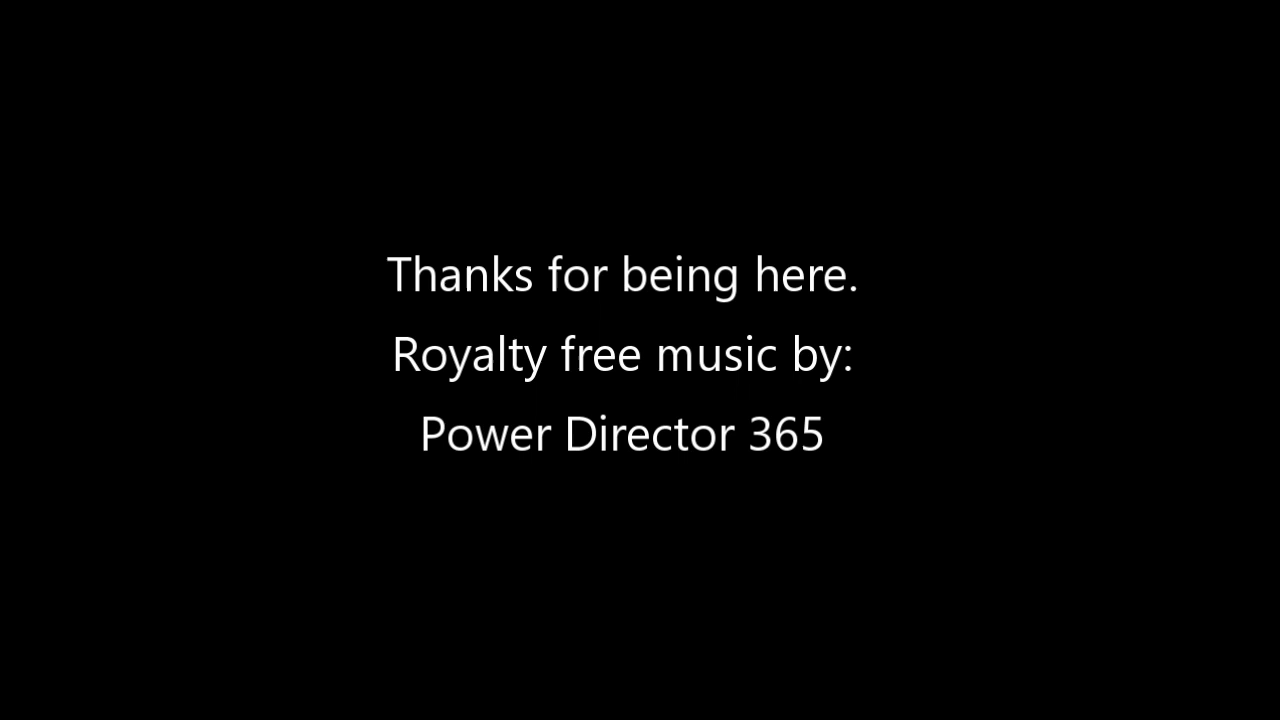 Thanks for being here.
Royalty free music by:
Power Director 365